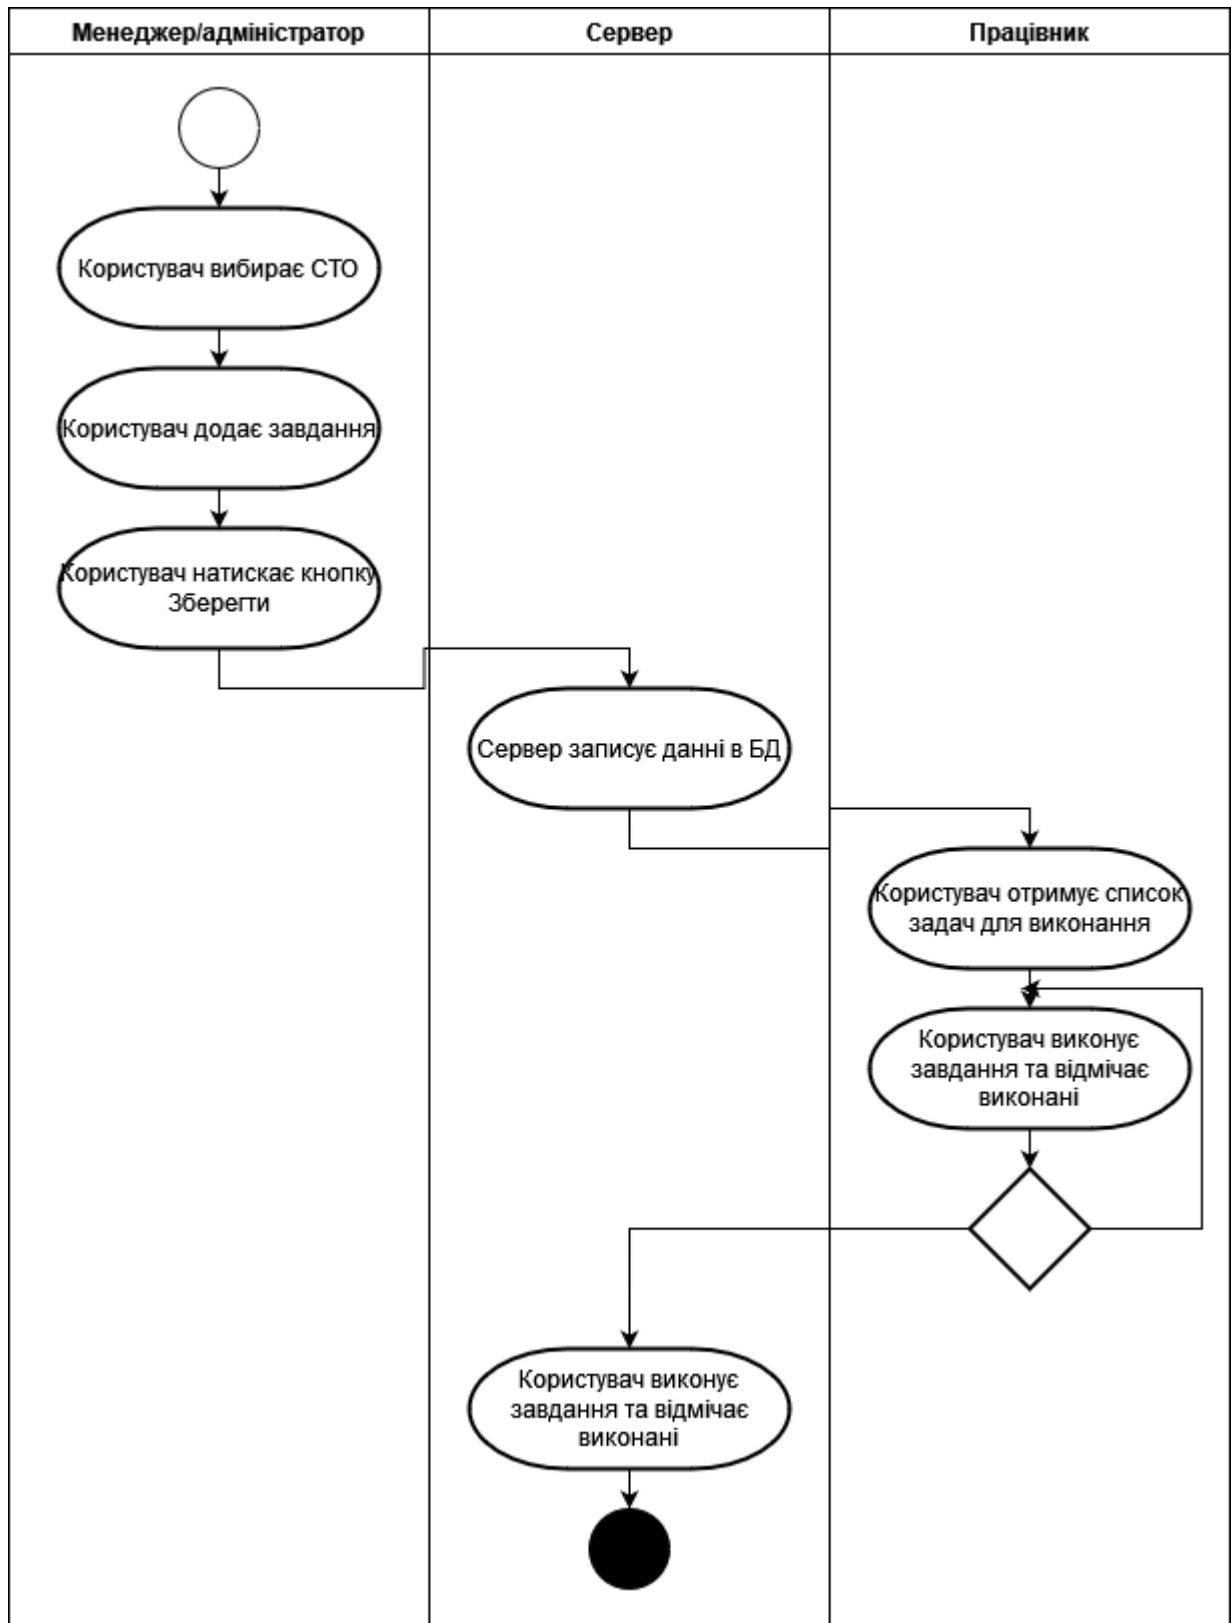 Менеджер/адміністратор
Сервер
Працівник
Користувач вибирає СТО
Користувач додає завдання
Користувач натискає кнопку
Зберегти
Сервер записує данні в БД
Користувач отримує список
задач для виконання
Користувач виконує
завдання та відмічає
виконані
Користувач виконує
завдання та відмічає
виконані